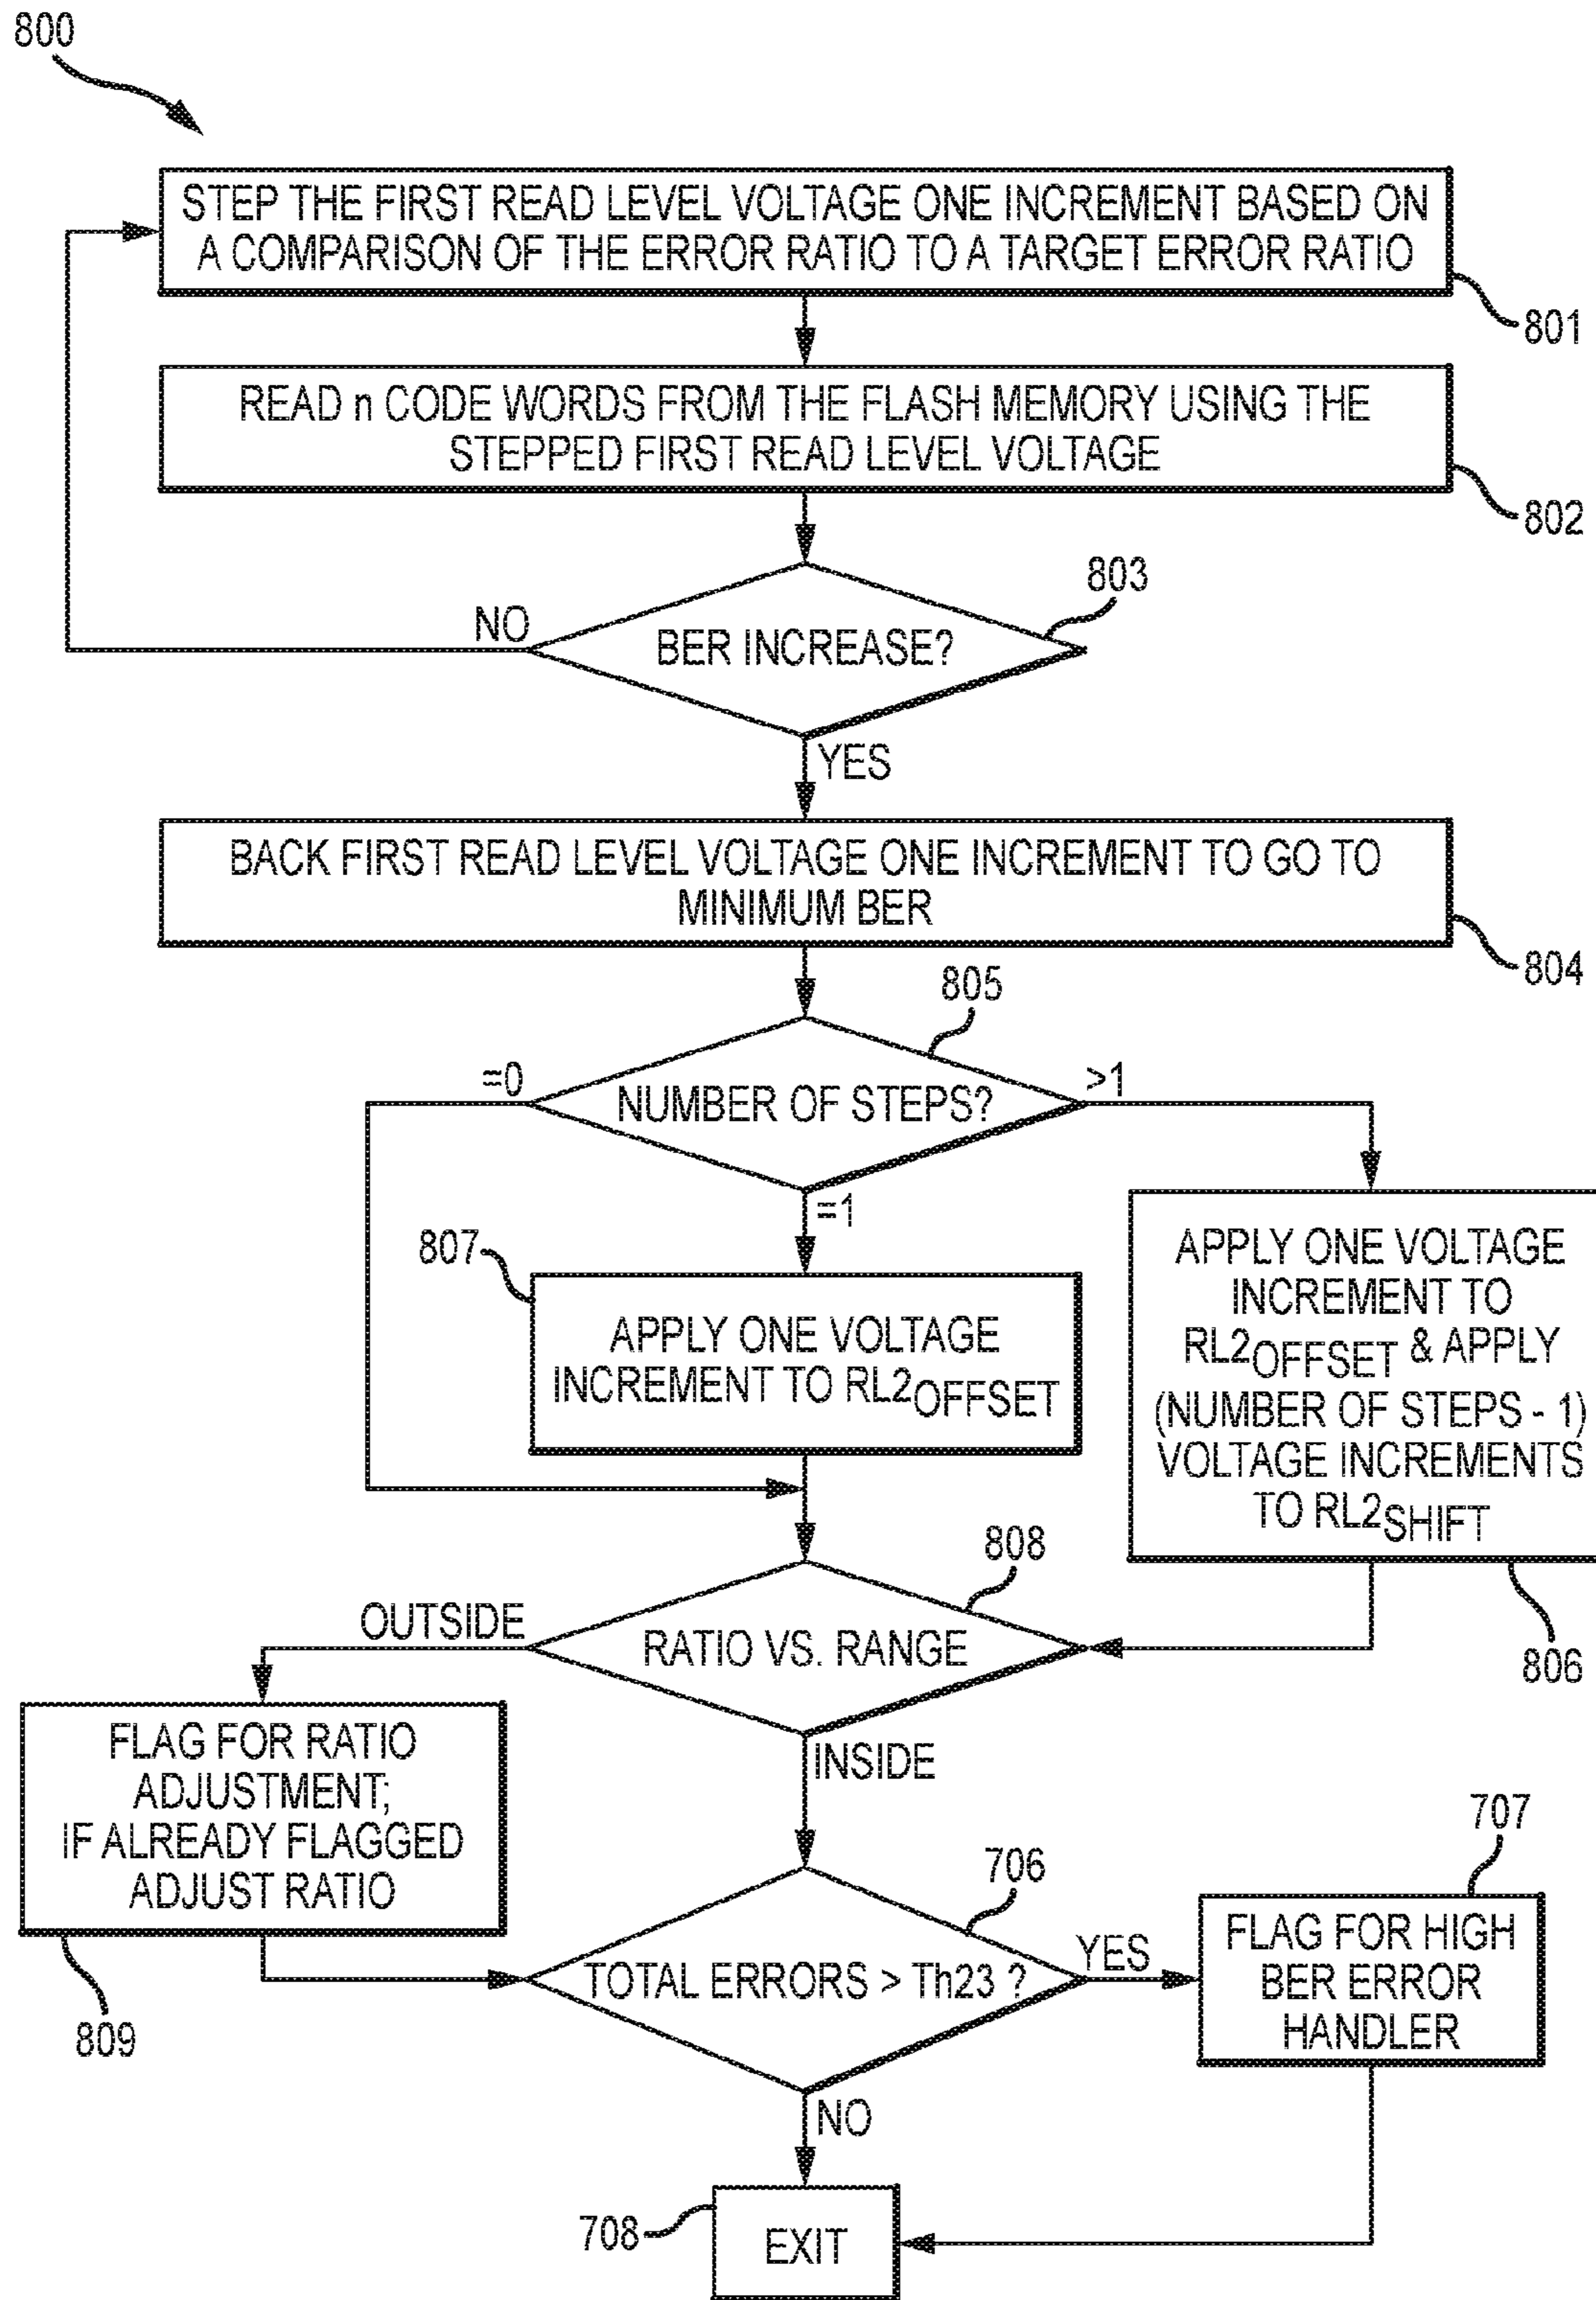 800
STEP THE FIRST READ LEVEL VOLTAGE ONE INCREMENT BASED ON
A COMPARISON OF THE ERROR RATIO TO A TARGET ERROR RATIO
801
READ n CODE WORDS FROM THE FLASH MEMORY USING THE
STEPPED FIRST READ LEVEL VOLTAGE
802
803
NO
BER INCREASE?
YES
BACK FIRST READ LEVEL VOLTAGE ONE INCREMENT TO GO TO
MINIMUM BER
804
805
=0
NUMBER OF STEPS?
>1
=1
807
APPLY ONE VOLTAGE
INCREMENT TO RL2OFFSET
APPLY ONE VOLTAGE
INCREMENT TO
RL2OFFSET & APPLY
(NUMBER OF STEPS - 1)
VOLTAGE INCREMENTS
TO RL2SHIFT
806
808
OUTSIDE
RATIO VS. RANGE
INSIDE
FLAG FOR RATIO
ADJUSTMENT;
IF ALREADY FLAGGED
ADJUST RATIO
809
706
TOTAL ERRORS > Th23 ?
YES
707
FLAG FOR HIGH
BER ERROR
HANDLER
NO
708
EXIT